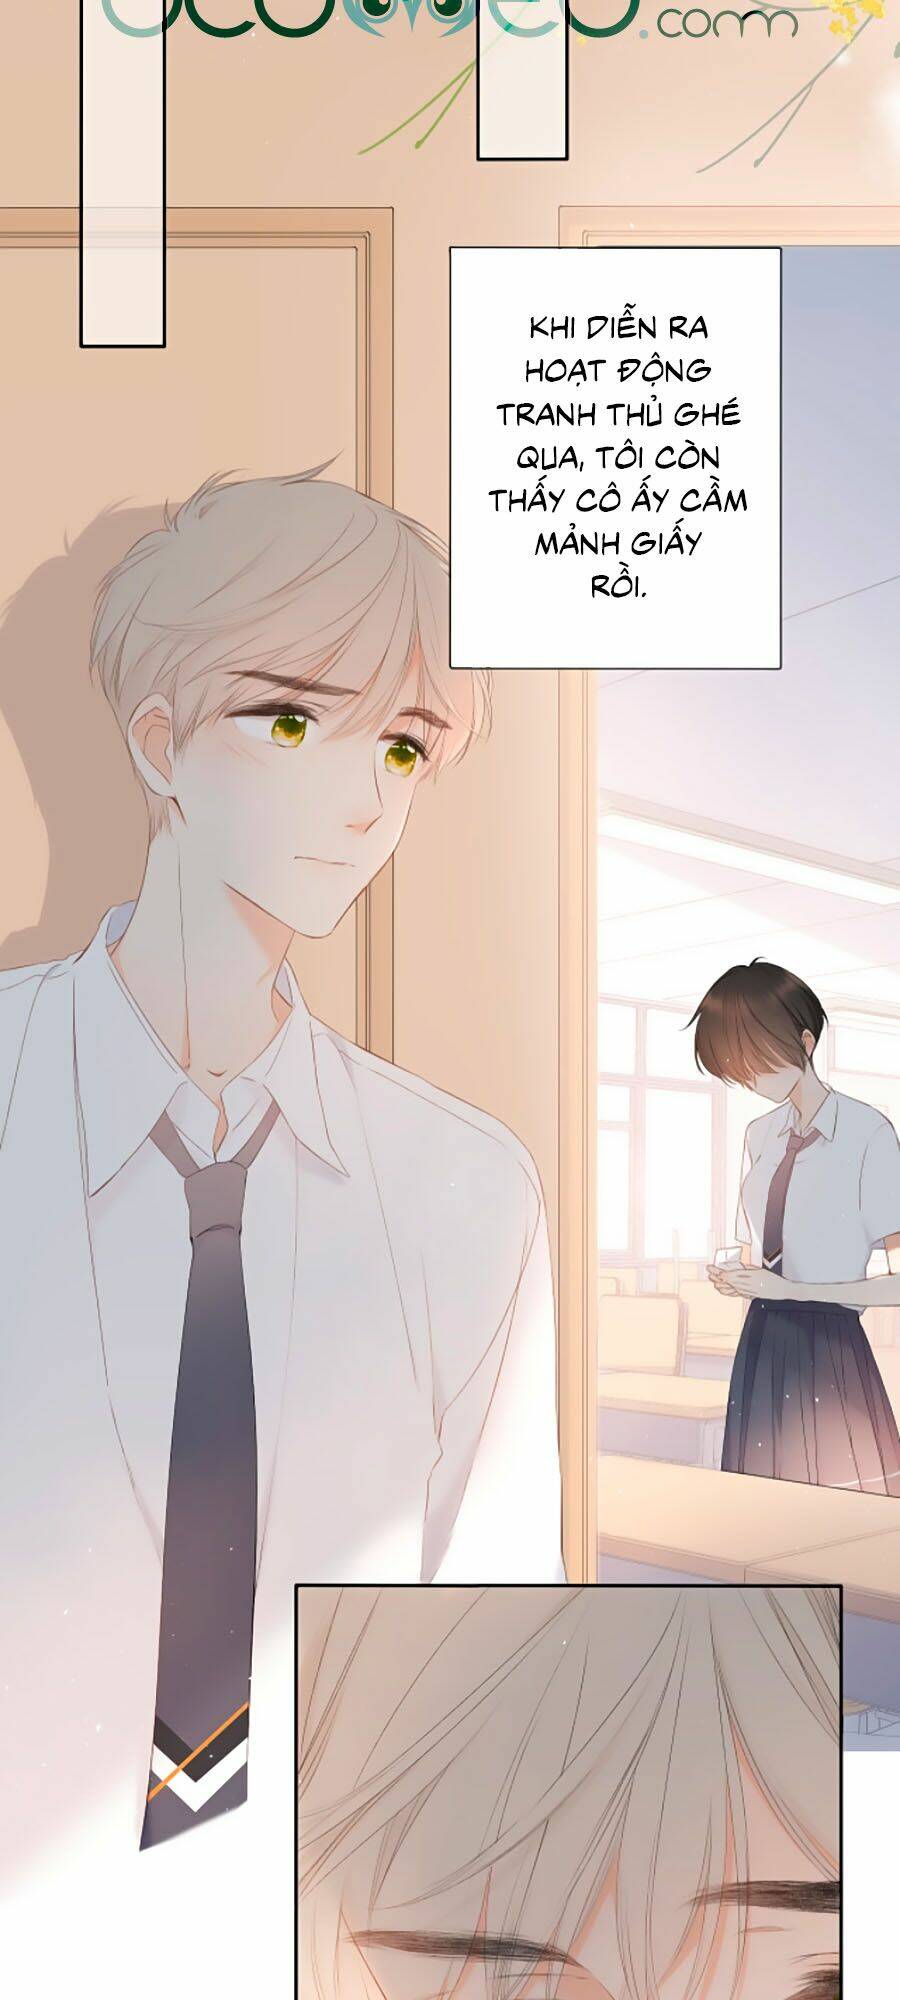 ocomeo.com
KHI DIỄN RA
HOẠT ĐỘNG
TRANH THỦ GHÉ
QUA, TÔI CÒN
THẤY CÔ ẤY CẦM
MẢNH GIẤY
RỒI.